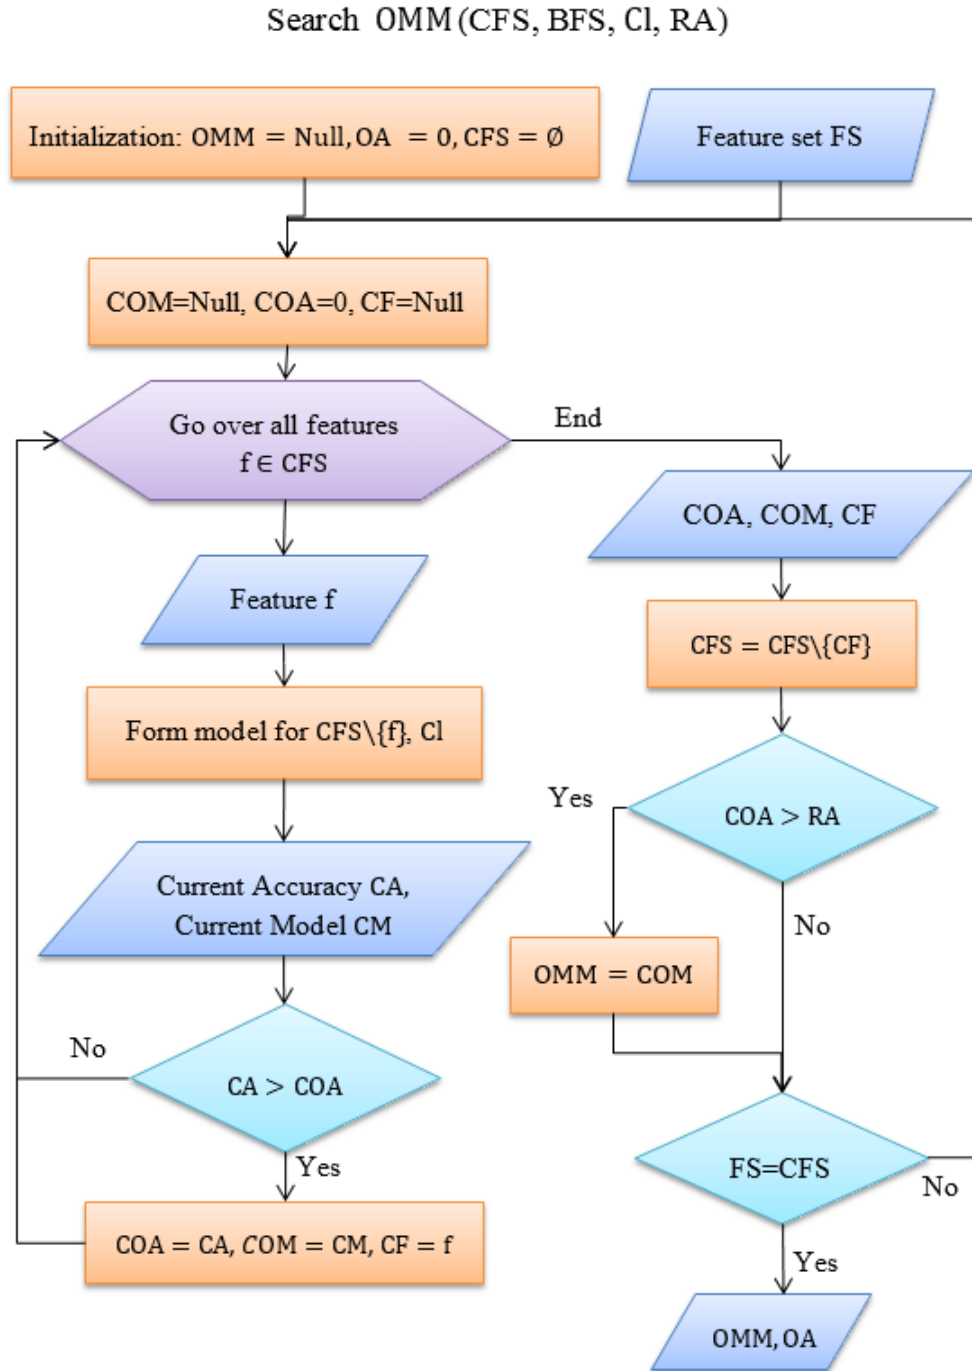 Search OMM (CFS, BFS, Cl, RA)
Initialization: OMM = Null, OA = 0, CFS = Ø
Feature set FS
COM=Null, COA=0, CF=Null
Go over all features
f ∈ CFS
End
COA, COM, CF
Feature f
CFS = CFS\{CF}
Form model for CFS\{f}, Cl
Yes
COA > RA
Current Accuracy CA,
Current Model CM
No
OMM = COM
No
CA > COA
FS=CFS
No
Yes
COA = CA, COM = CM, CF = f
Yes
OMM, OA